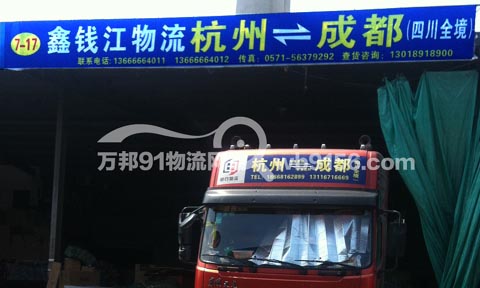 7-17 鑫钱江物流 杭州⇌成都(四川全境)
联系电话:13666664011 13666664012 传真:0571-56379292 查货咨询:13018918900
万邦91物流网
杭州 成都
TEL:
13116716669